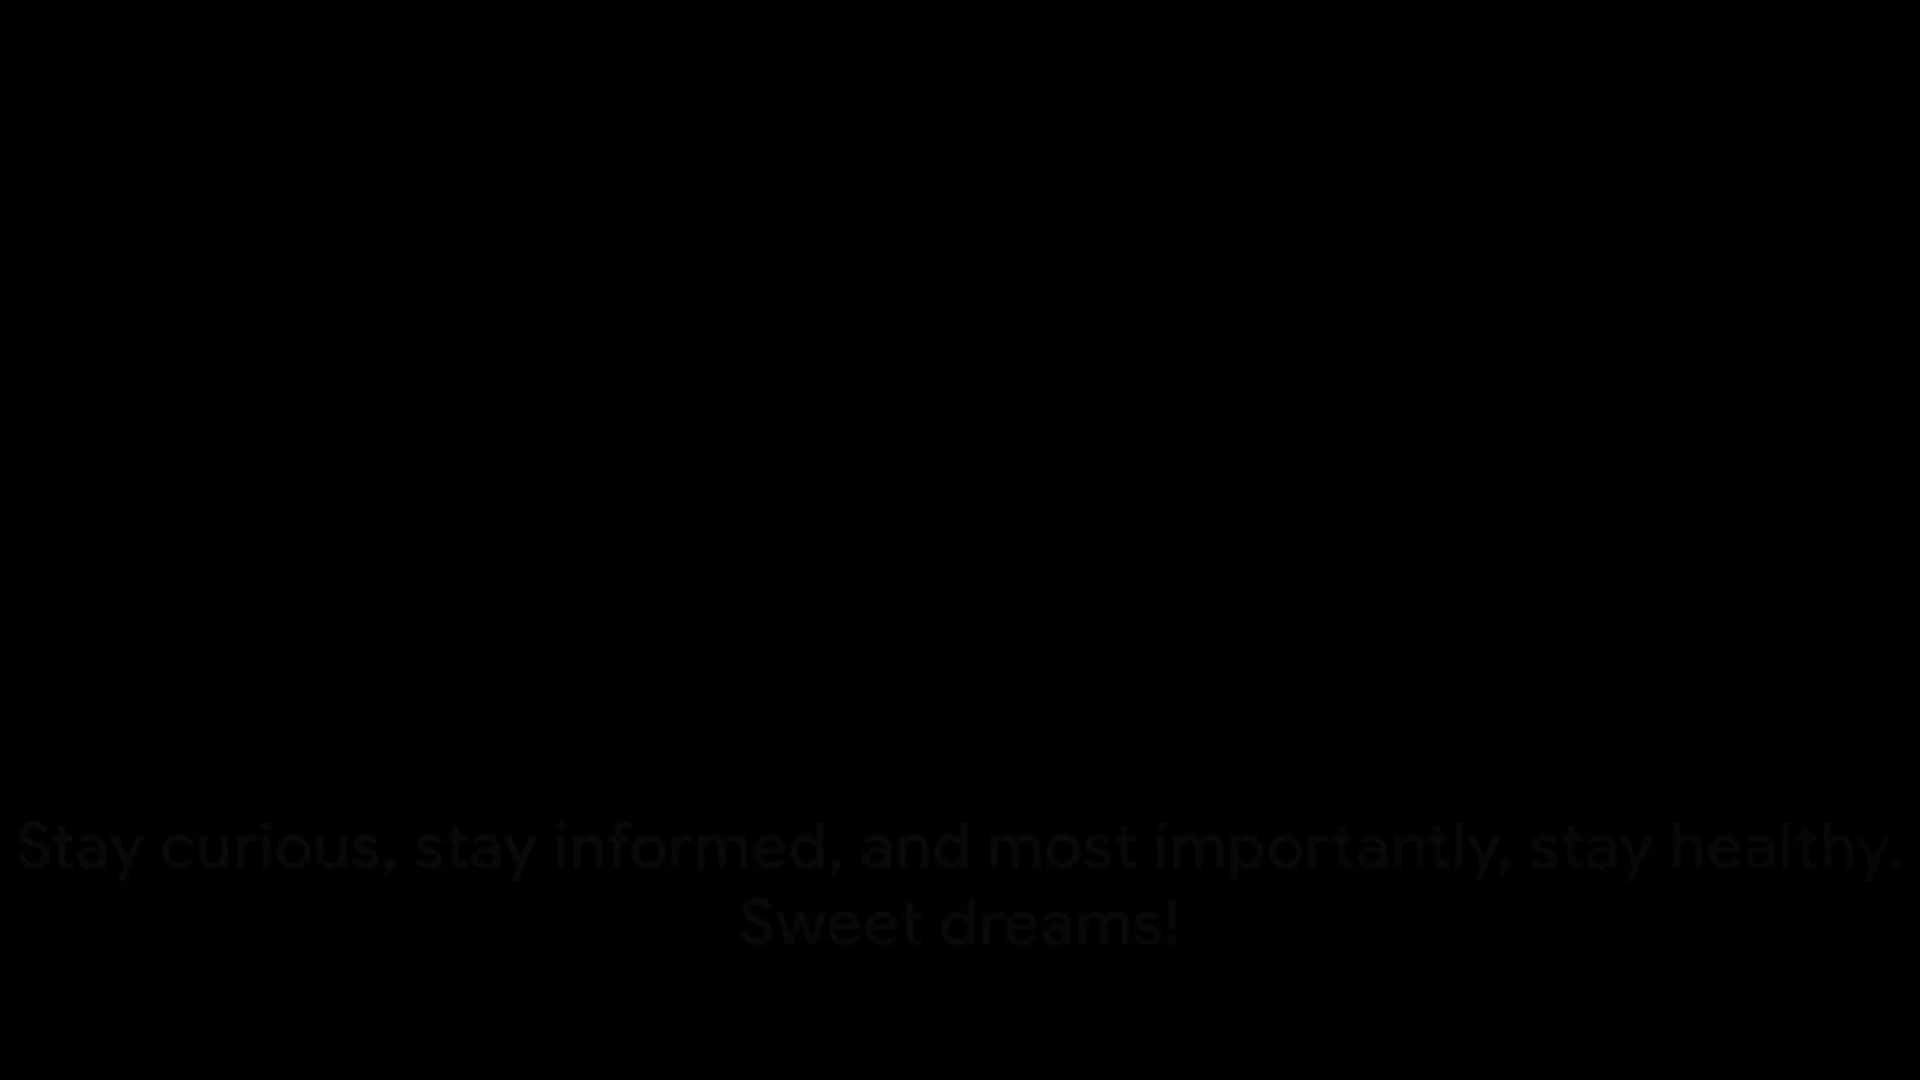 Stay curious, stay informed, and most importantly, stay healthy.
Sweet dreams!